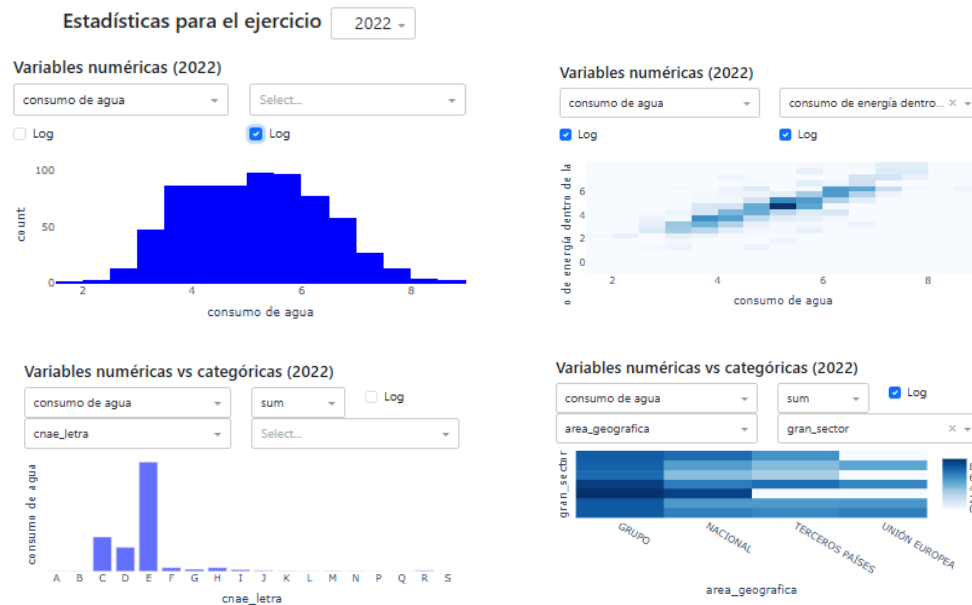 Estadísticas para el ejercicio 2022
Variables numéricas (2022)
consumo de agua Select...
Log Log
100
50
count
2 4 6 8
consumo de agua
Variables numéricas (2022)
consumo de agua consumo de energía dentro... ×
Log Log
6
4
2
0
o de energía dentro de la
2 4 6 8
consumo de agua
Variables numéricas vs categóricas (2022)
consumo de agua sum Log
cnae_letra Select...
consumo de agua
A B C D E F G H I J K L M N P Q R S
cnae_letra
Variables numéricas vs categóricas (2022)
consumo de agua sum Log
area_geografica gran_sector ×
gran_sector
GRUPO NACIONAL TERCEROS PAÍSES UNIÓN EUROPEA
area_geografica